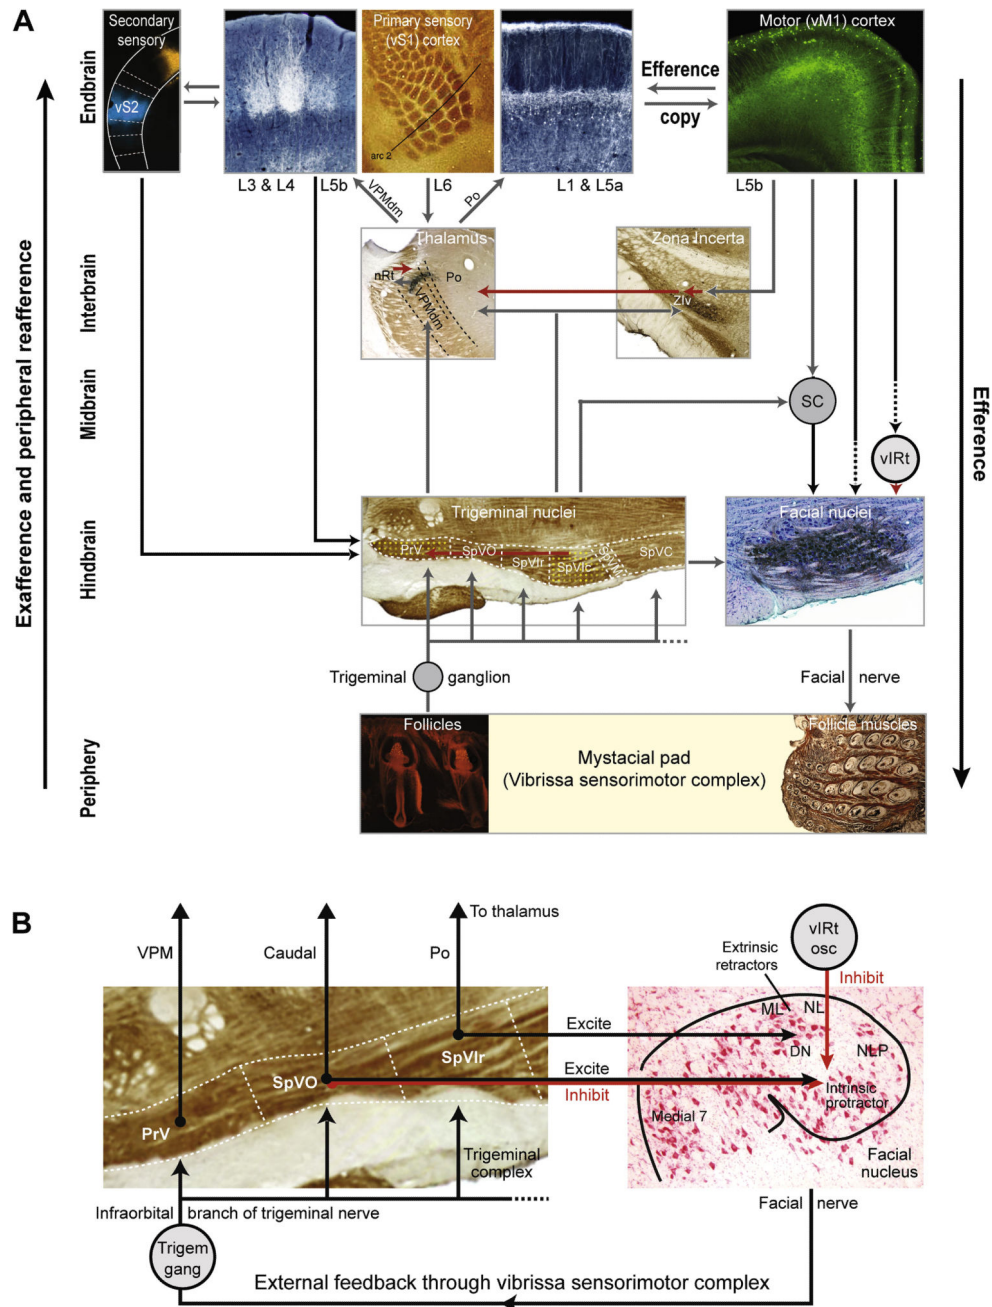 A
Secondary
sensory
vS2
Primary sensory
(vS1) cortex
arc 2
Motor (vM1) cortex
Efference
copy
L3 & L4
L5b
VPMdm
L6
Po
L1 & L5a
L5b
Thalamus
nRt
Po
VPMdm
Zona Incerta
ZIv
SC
vIRt
Trigeminal nuclei
PrV
SpVO
SpVIr
SpVIc
SpVM
SpVC
Facial nuclei
Trigeminal
ganglion
Facial
nerve
Follicles
Mystacial pad
(Vibrissa sensorimotor complex)
Follicle muscles
Exafference and peripheral reafference
Endbrain
Interbrain
Midbrain
Hindbrain
Periphery
Efference
B
VPM
Caudal
Po
To thalamus
vIRt
osc
Extrinsic
retractors
Inhibit
ML
NL
Excite
DN
NLP
SpVIr
SpVO
Excite
Inhibit
Intrinsic
protractor
PrV
Medial 7
Trigeminal
complex
Facial
nucleus
Infraorbital
branch of trigeminal nerve
Facial
nerve
Trigem
gang
External feedback through vibrissa sensorimotor complex